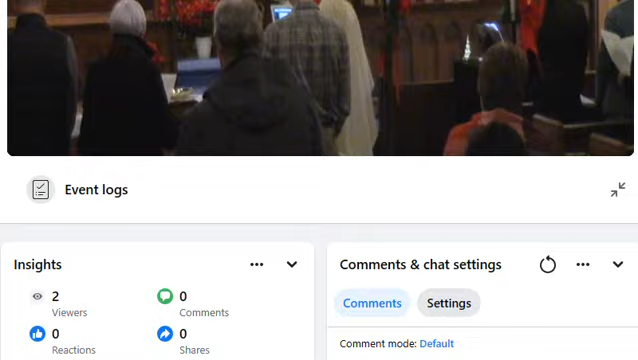 Event logs
Insights
2
Viewers
0
Comments
0
Reactions
0
Shares
Comments & chat settings
Comments
Settings
Comment mode: Default